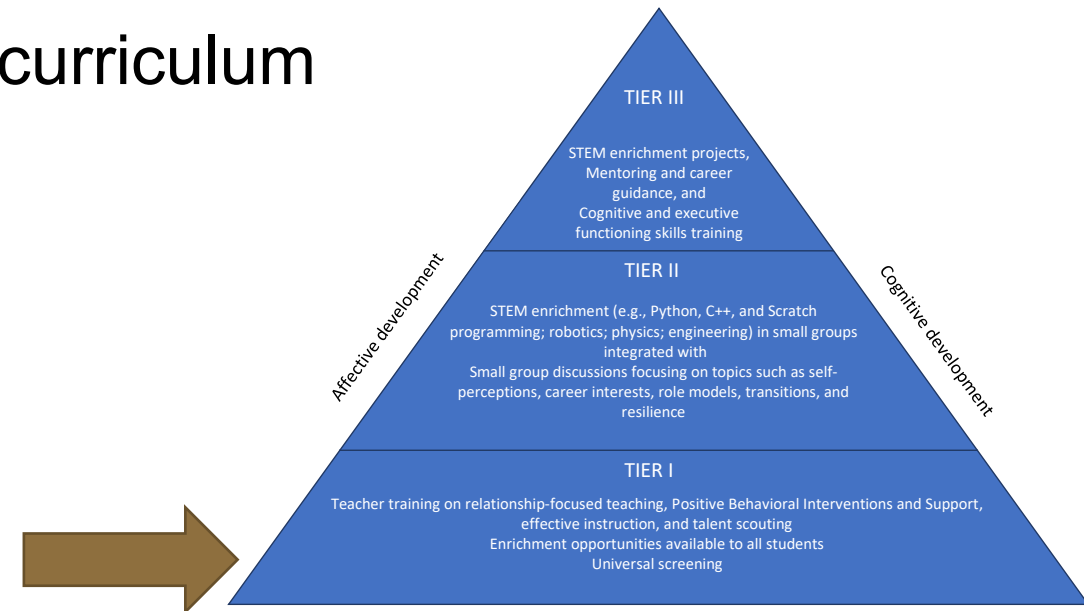 curriculum
TIER III
STEM enrichment projects,
Mentoring and career
guidance, and
Cognitive and executive
functioning skills training
Affective development
Cognitive development
TIER II
STEM enrichment (e.g., Python, C++, and Scratch
programming; robotics; physics; engineering) in small groups
integrated with
Small group discussions focusing on topics such as self-
perceptions, career interests, role models, transitions, and
resilience
TIER I
Teacher training on relationship-focused teaching, Positive Behavioral Interventions and Support,
effective instruction, and talent scouting
Enrichment opportunities available to all students
Universal screening